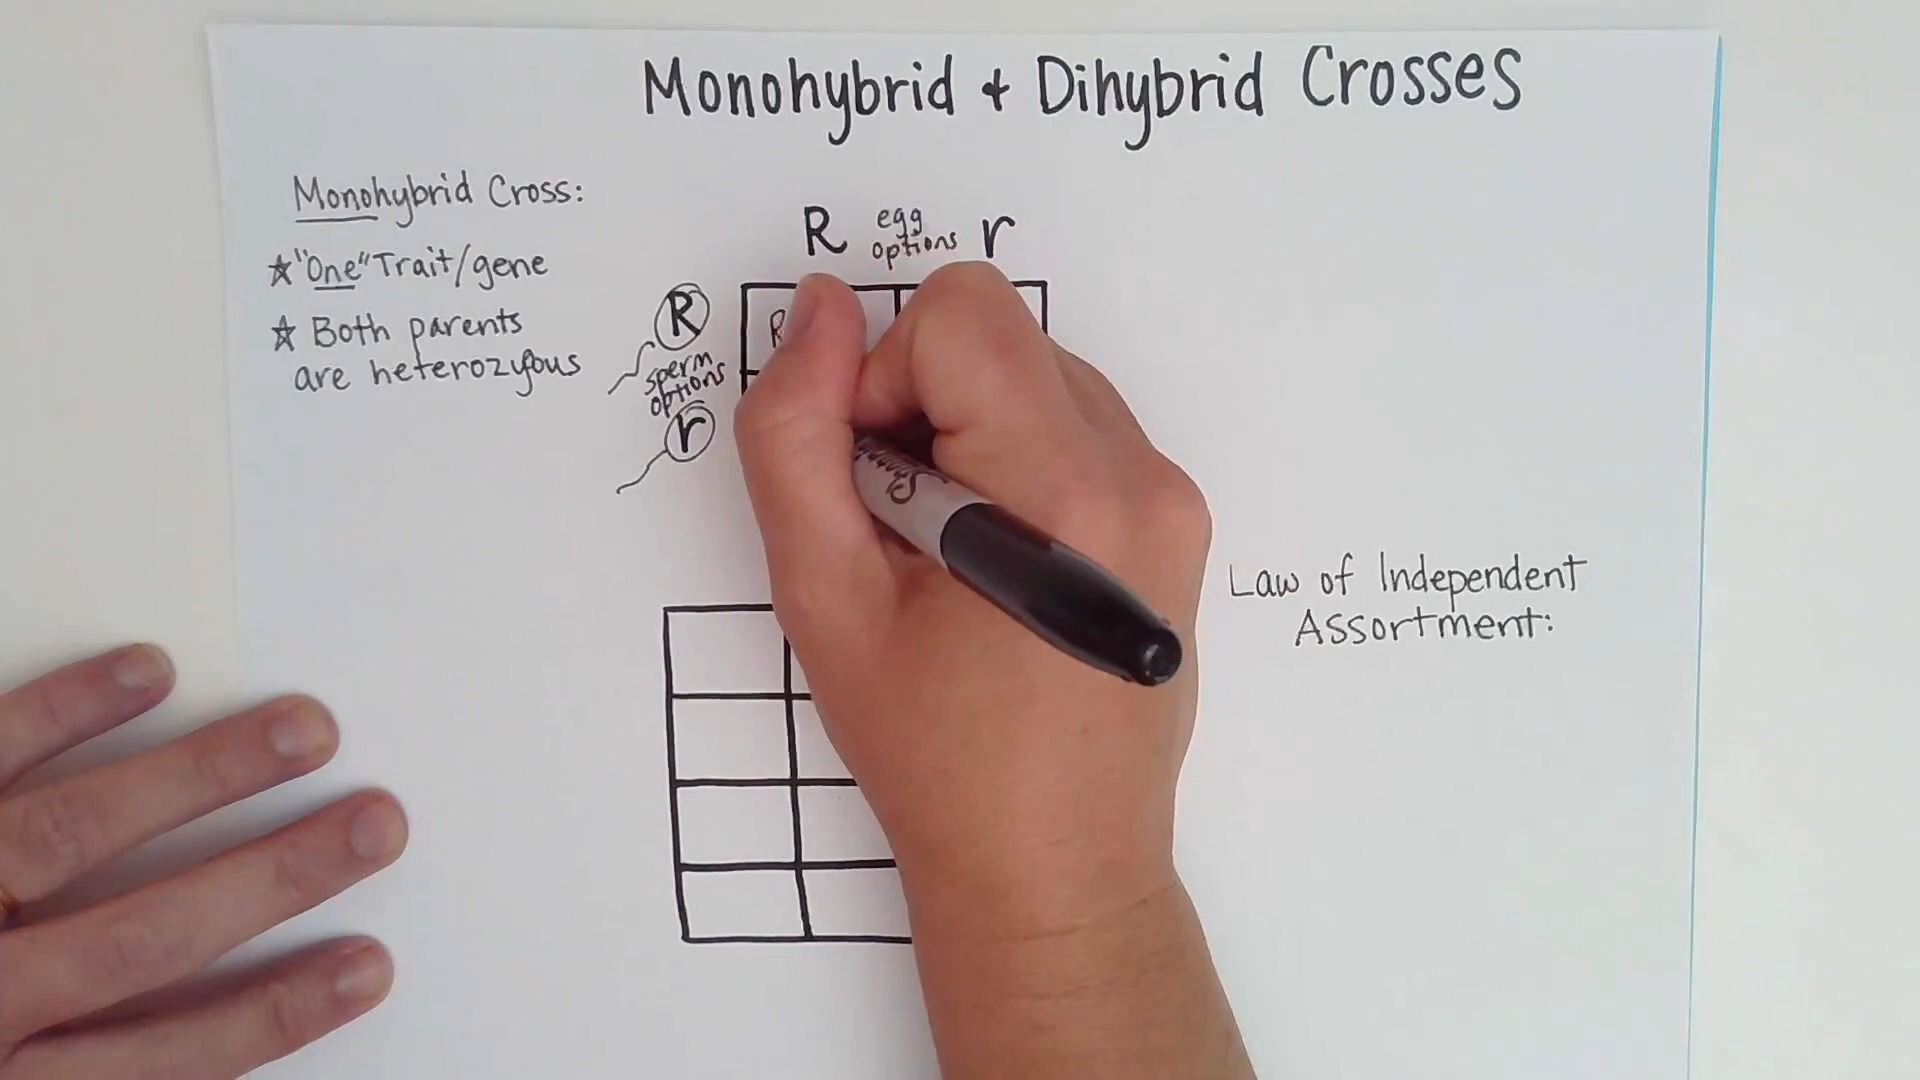 Monohybrid + Dihybrid Crosses
Monohybrid Cross:
"One" Trait/gene
Both parents
are heterozygous
R egg options r
R
sperm
options
r
R
Sharpie
Law of Independent
Assortment: